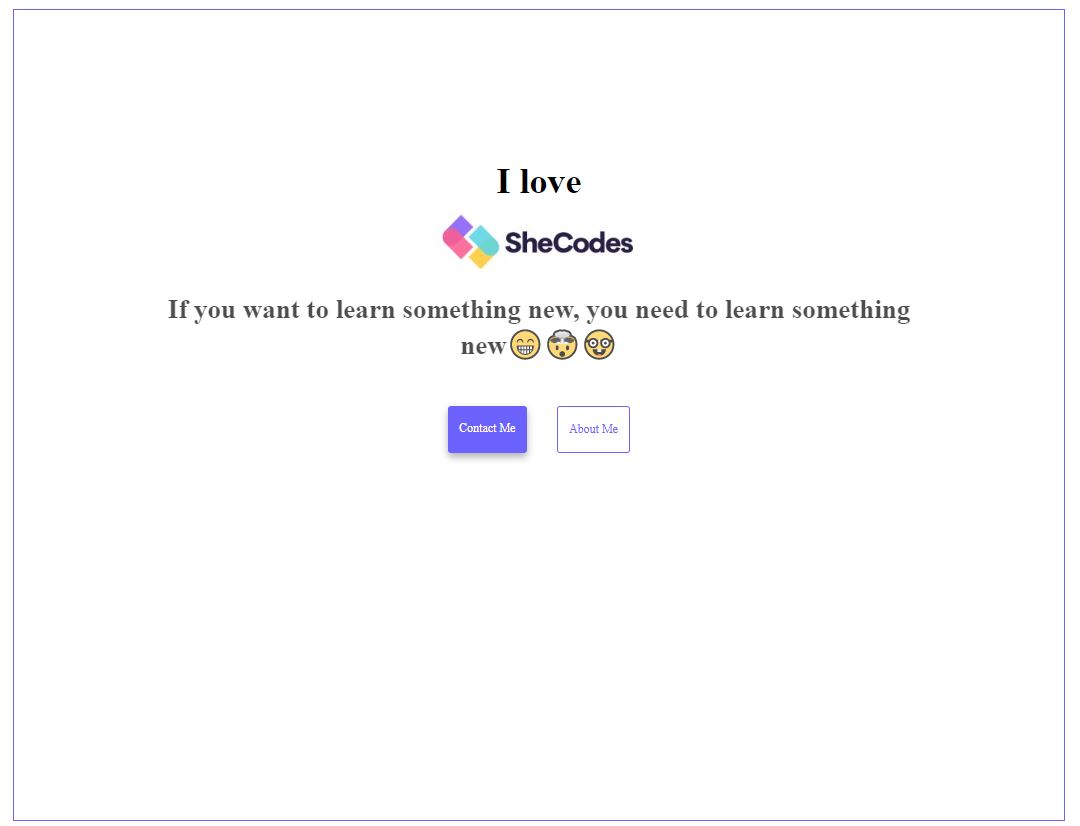 I love
SheCodes
If you want to learn something new, you need to learn something
new😁🤯🤓
Contact Me
About Me